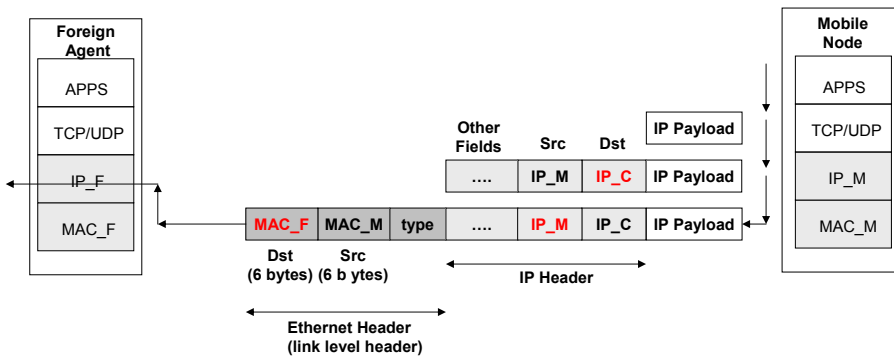 Foreign
Agent
APPS
TCP/UDP
IP_F
MAC_F
Mobile
Node
APPS
TCP/UDP
IP_M
MAC_M
IP Payload
Other
Fields
Src
Dst
.... IP_M IP_C IP Payload
MAC_F MAC_M type .... IP_M IP_C IP Payload
Dst
(6 bytes)
Src
(6 b ytes)
IP Header
Ethernet Header
(link level header)